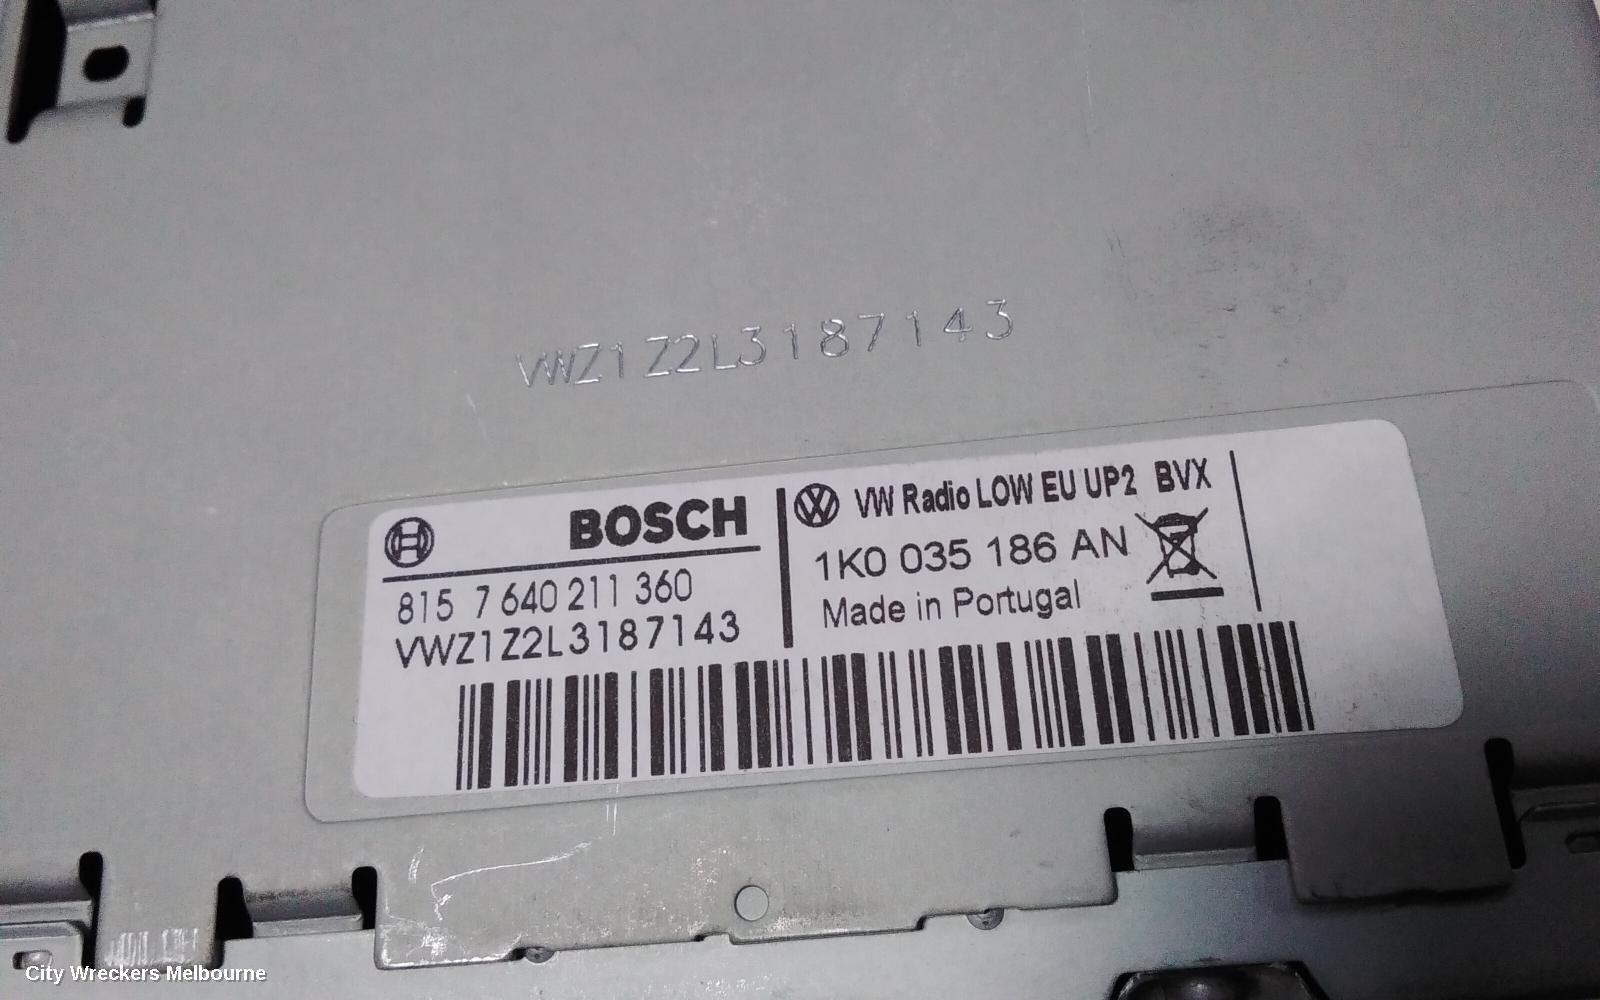 VWZ1Z2L3187143
BOSCH
815 7 640 211 360
VWZ1Z2L3187143
VW Radio LOW EU UP2 BVX
1K0 035 186 AN
Made in Portugal
City Wreckers Melbourne